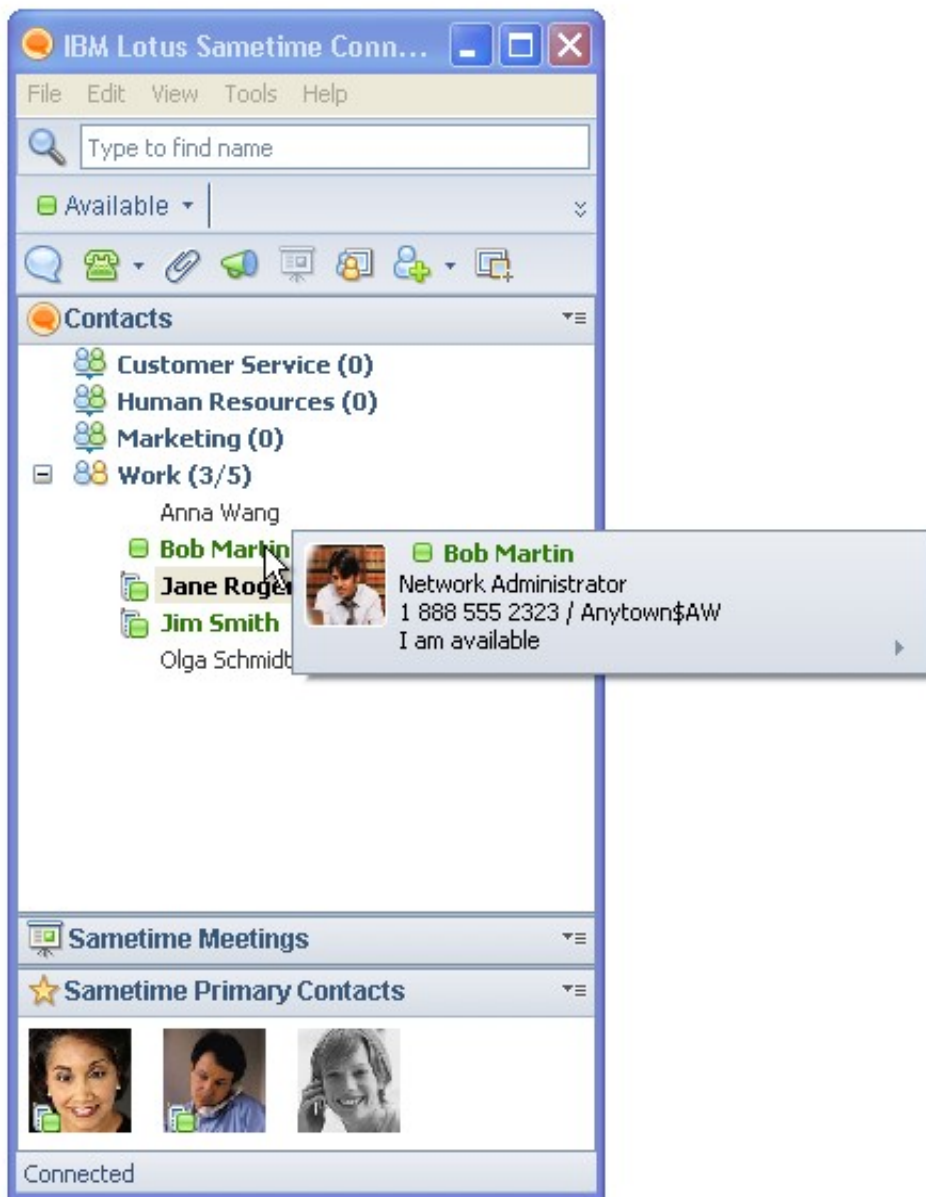 IBM Lotus Sametime Conn...
File Edit View Tools Help
Type to find name
Available
Contacts
Customer Service (0)
Human Resources (0)
Marketing (0)
Work (3/5)
Anna Wang
Bob Martin
Jane Roger
Jim Smith
Olga Schmidt
Bob Martin
Network Administrator
1 888 555 2323 / Anytown$AW
I am available
Sametime Meetings
Sametime Primary Contacts
Connected